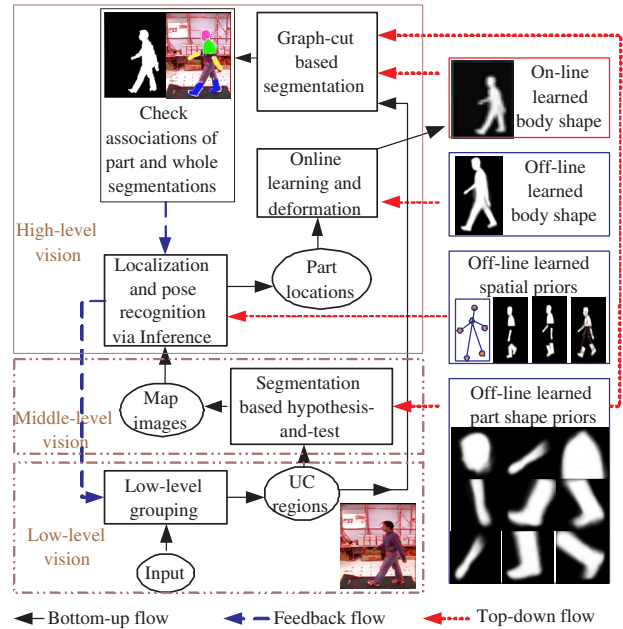 Graph-cut
based
segmentation
Check
associations of
part and whole
segmentations
On-line
learned
body
shape
Online
learning and
deformation
Off-line
learned
body
shape
High-level
vision
Localization
and pose
recognition
via Inference
Part
locations
Off-line learned
spatial priors
Middle-level
vision
Map
images
Segmentation
based hypothesis-
and-test
Off-line learned
part shape priors
Low-level
vision
Low-level
grouping
UC
regions
Input
Bottom-up flow
Feedback flow
Top-down flow